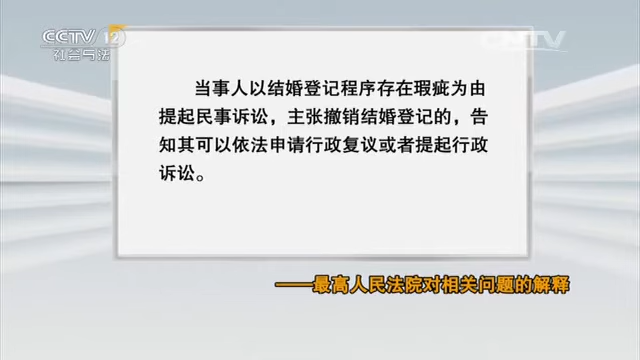 CCTV 12
社会与法
CNTV
当事人以结婚登记程序存在瑕疵为由
提起民事诉讼，主张撤销结婚登记的，告
知其可以依法申请行政复议或者提起行政
诉讼。
——最高人民法院对相关问题的解释